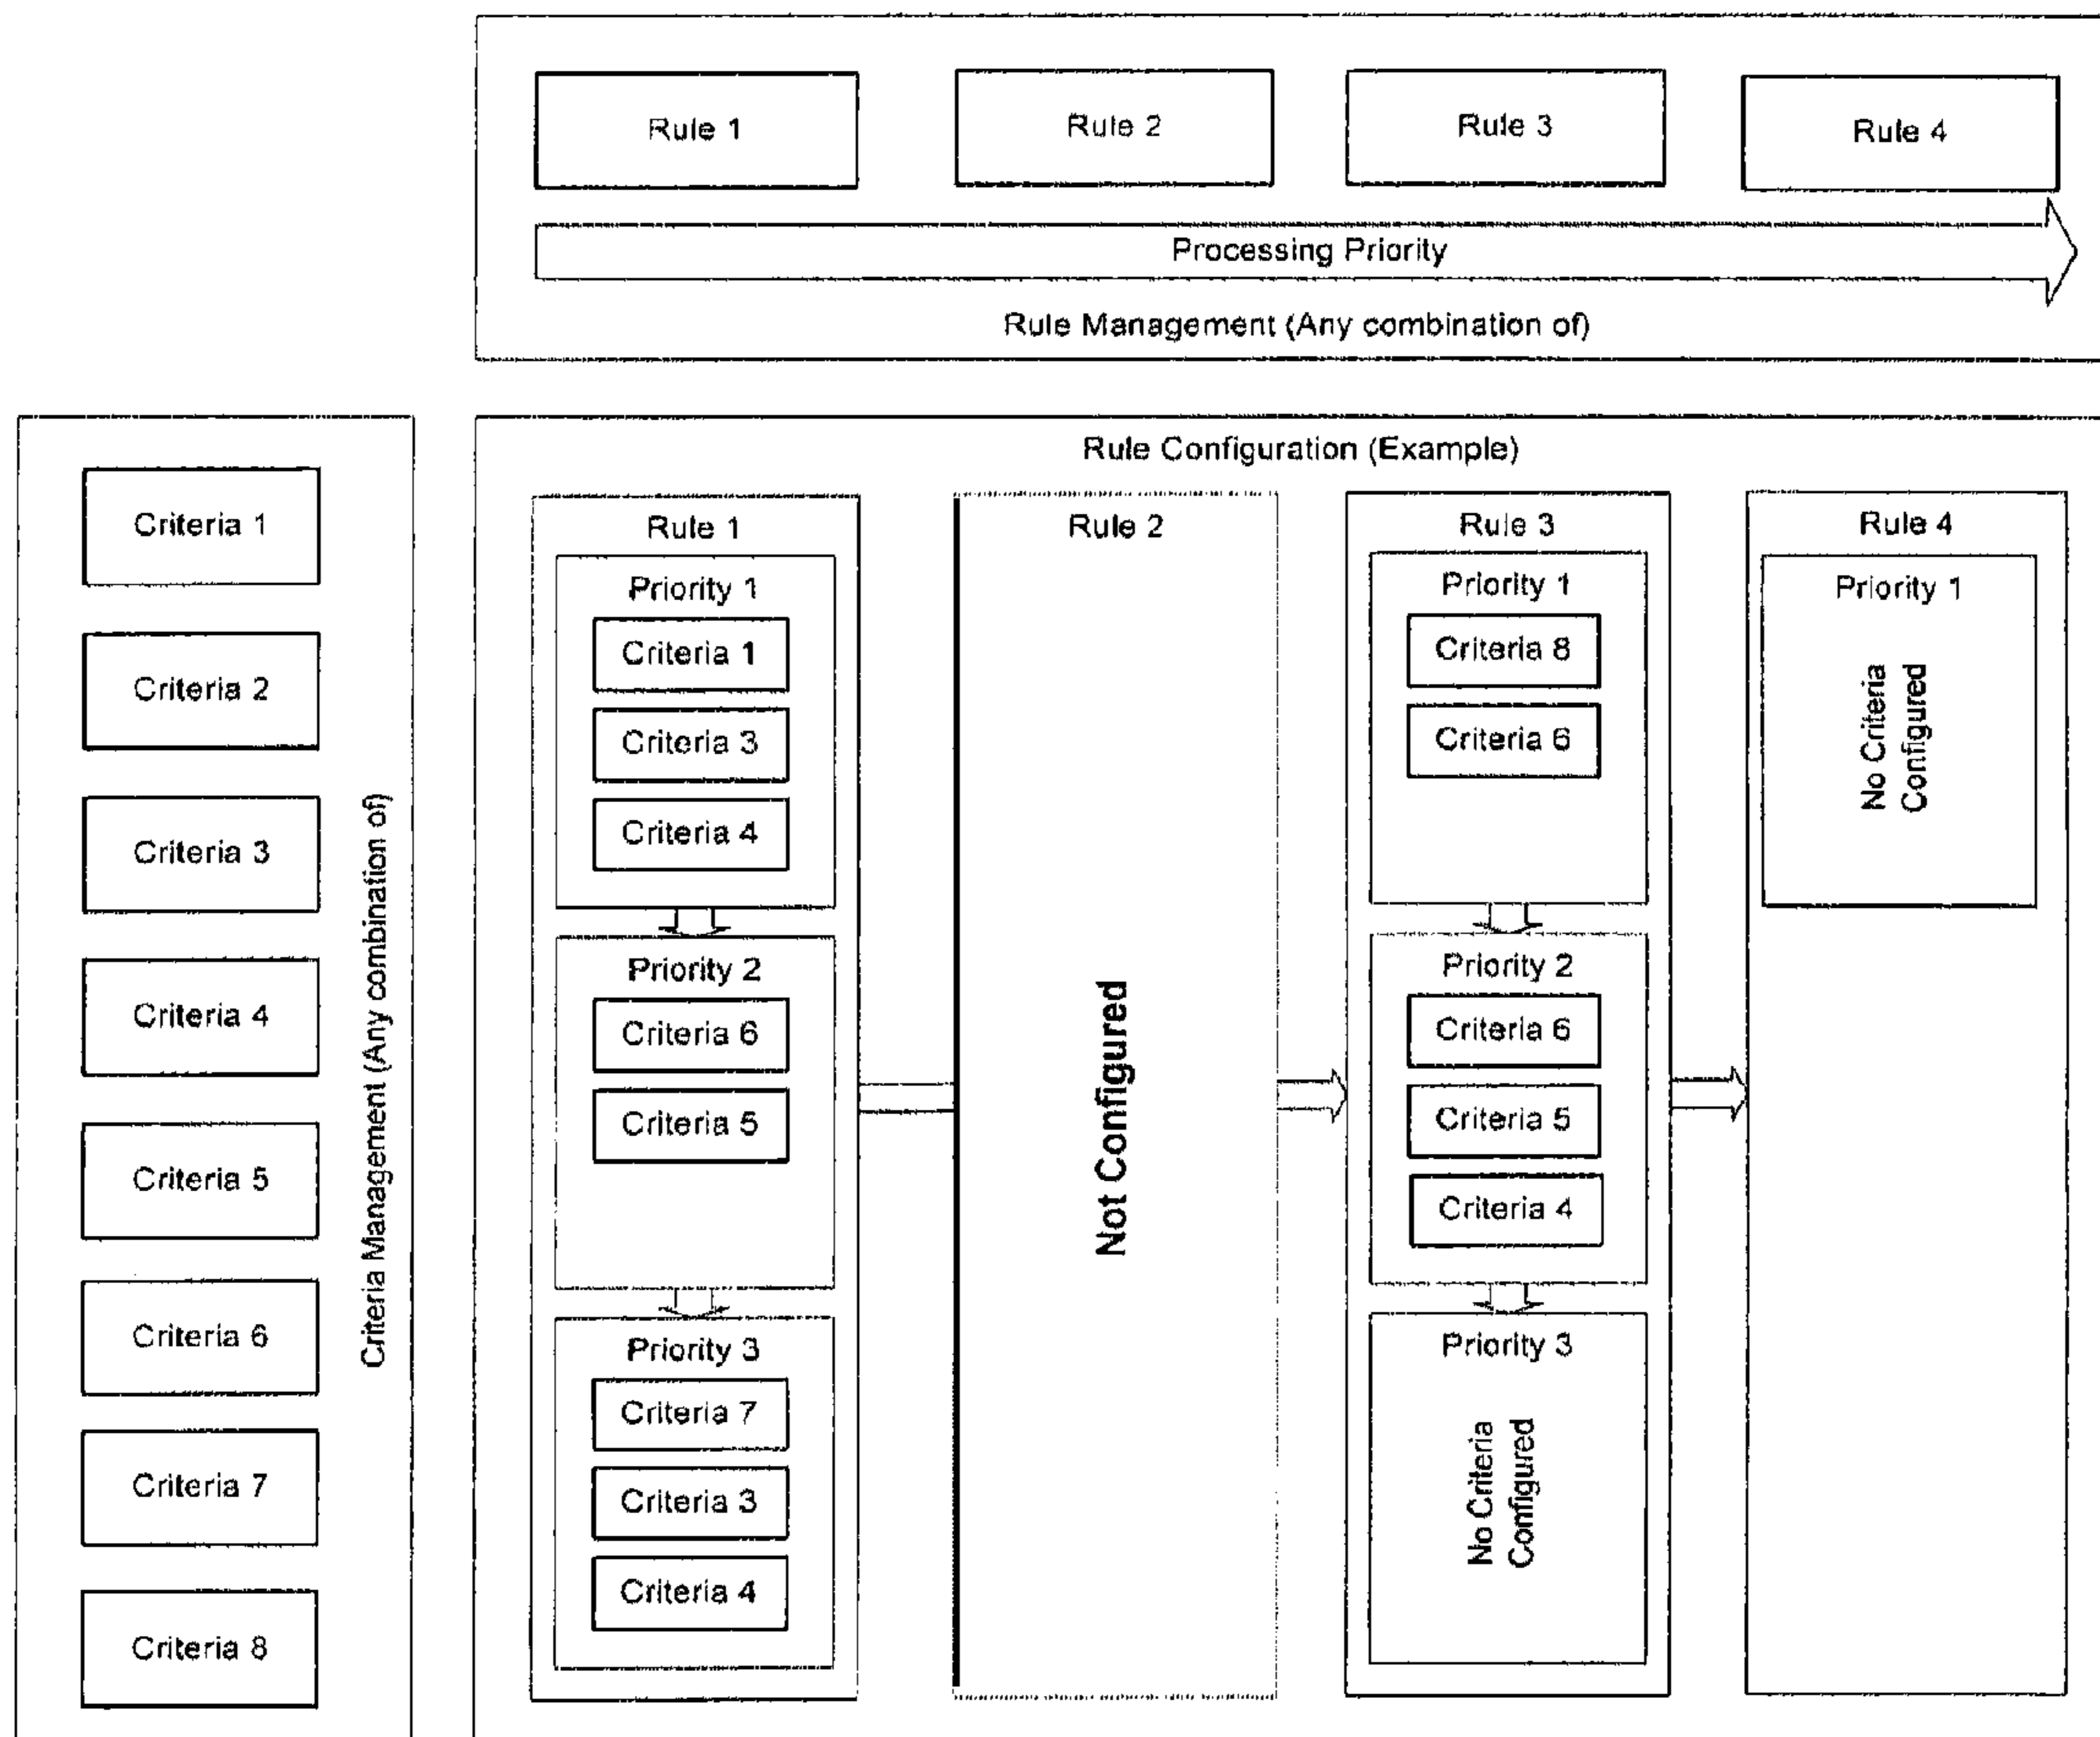 Rule 1
Rule 2
Rule 3
Rule 4
Processing Priority
Rule Management (Any combination of)
Criteria 1
Criteria 2
Criteria 3
Criteria 4
Criteria 5
Criteria 6
Criteria 7
Criteria 8
Criteria Management (Any combination of)
Rule Configuration (Example)
Rule 1
Priority 1
Criteria 1
Criteria 3
Criteria 4
Priority 2
Criteria 6
Criteria 5
Priority 3
Criteria 7
Criteria 3
Criteria 4
Rule 2
Not Configured
Rule 3
Priority 1
Criteria 8
Criteria 6
Priority 2
Criteria 6
Criteria 5
Criteria 4
Priority 3
No Criteria
Configured
Rule 4
Priority 1
No Criteria
Configured